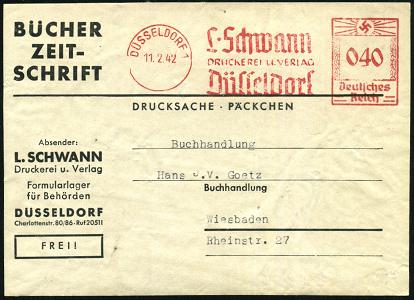 BÜCHER
ZEIT-
SCHRIFT
DÜSSELDORF 1
11.2.42
L·Schwann
DRUCKEREI U. VERLAG
Düsseldorf
040
Deutsches
Reich
DRUCKSACHE · PÄCKCHEN
Absender:
L. SCHWANN
Druckerei u. Verlag
Formularlager
für Behörden
DÜSSELDORF
Charlottenstr. 80/86 · Ruf 20511
FREI!
Buchhandlung
Hans v.V. Goetz
Buchhandlung
Wiesbaden
Rheinstr. 27